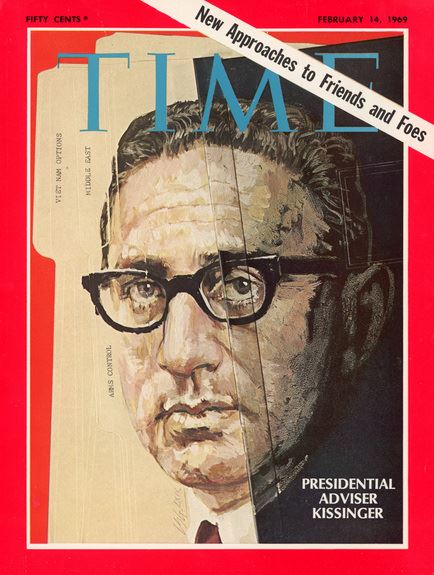 FIFTY CENTS
FEBRUARY 14, 1969
New Approaches to Friends and Foes
TIME
VIET NAM OPTIONS
MIDDLE EAST
ARMS CONTROL
PRESIDENTIAL
ADVISER
KISSINGER